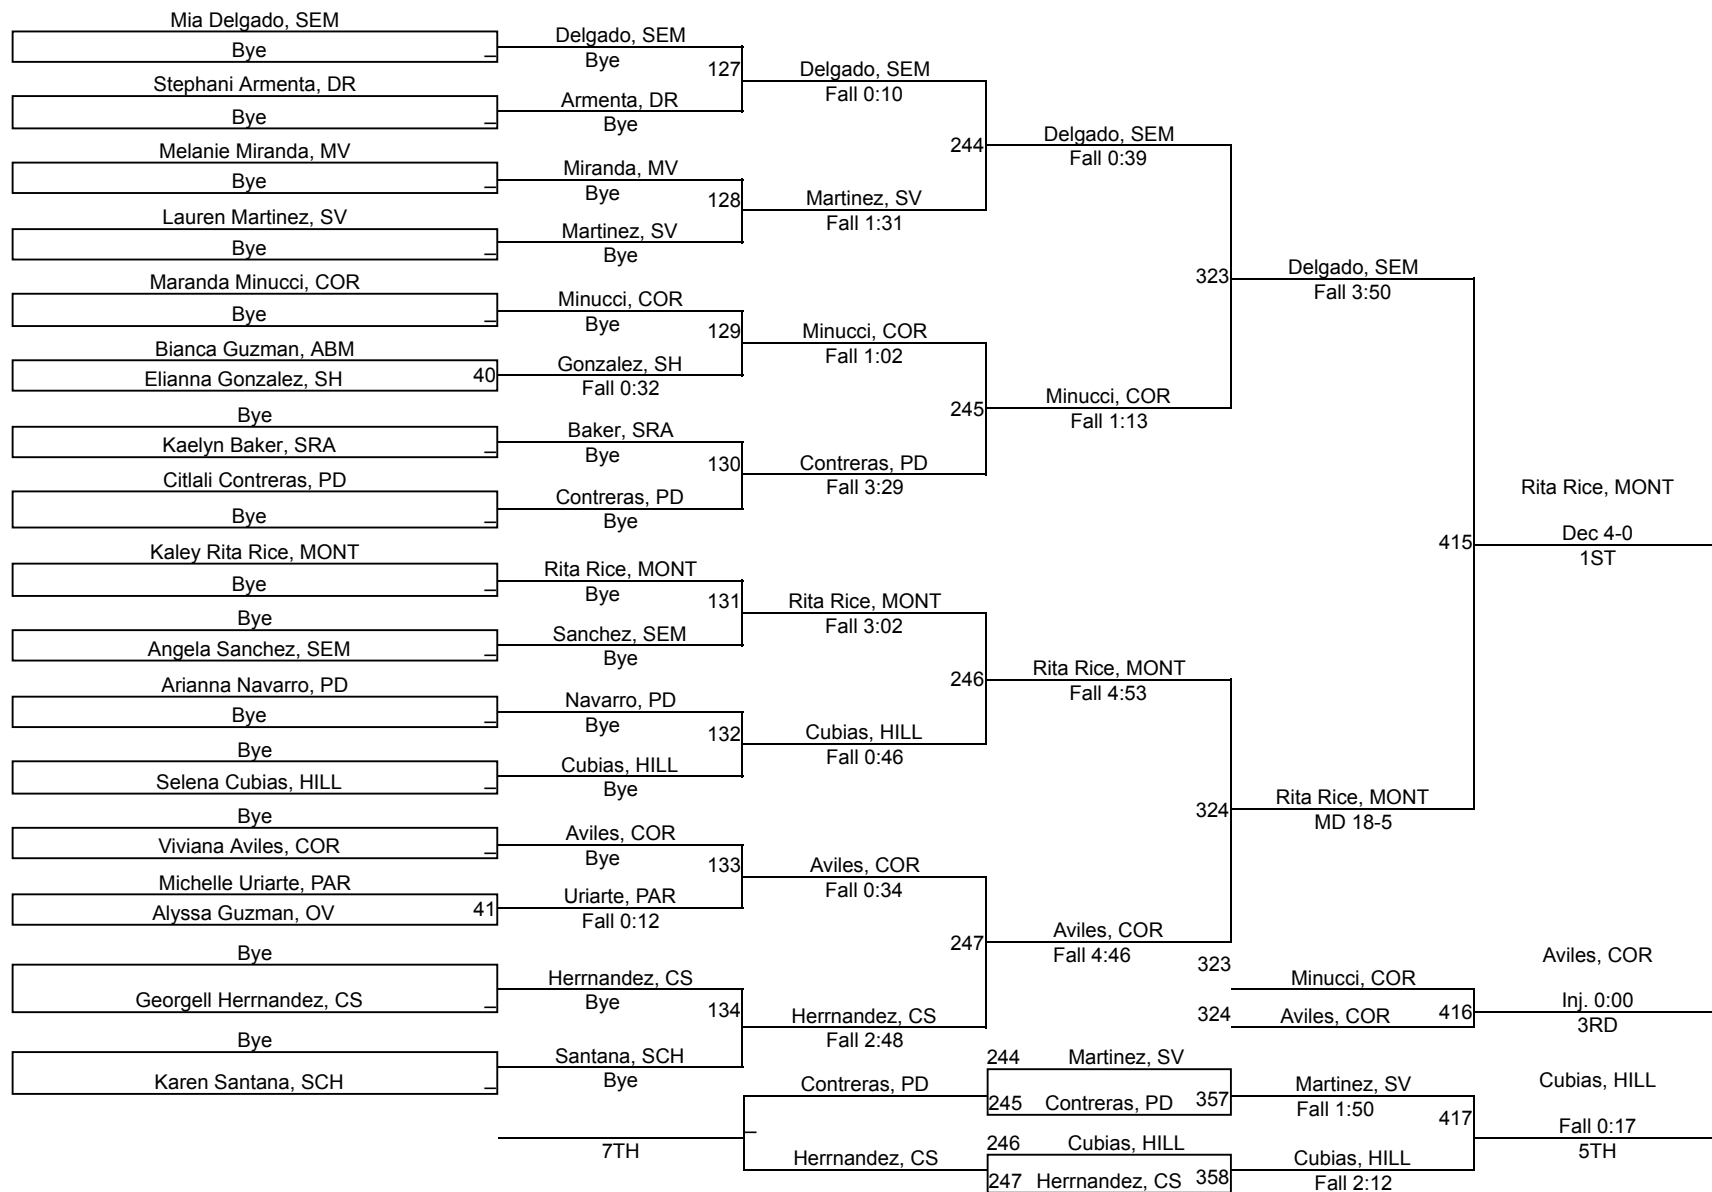 Mia Delgado, SEM
Bye
Stephani Armenta, DR
Bye
Melanie Miranda, MV
Bye
Lauren Martinez, SV
Bye
Maranda Minucci, COR
Bye
Bianca Guzman, ABM
Elianna Gonzalez, SH 40
Bye
Kaelyn Baker, SRA
Citlali Contreras, PD
Bye
Kaley Rita Rice, MONT
Bye
Bye
Angela Sanchez, SEM
Arianna Navarro, PD
Bye
Bye
Selena Cubias, HILL
Bye
Viviana Aviles, COR
Michelle Uriarte, PAR
Alyssa Guzman, OV 41
Bye
Georgell Herrnandez, CS
Bye
Karen Santana, SCH
Delgado, SEM
Bye
127
Armenta, DR
Bye
Miranda, MV
Bye
128
Martinez, SV
Bye
Minucci, COR
Bye
129
Gonzalez, SH
Fall 0:32
Baker, SRA
Bye
130
Contreras, PD
Bye
Rita Rice, MONT
Bye
131
Sanchez, SEM
Bye
Navarro, PD
Bye
132
Cubias, HILL
Bye
Aviles, COR
Bye
133
Uriarte, PAR
Fall 0:12
Herrnandez, CS
Bye
134
Santana, SCH
Bye
Delgado, SEM
Fall 0:10
244
Martinez, SV
Fall 1:31
Minucci, COR
Fall 1:02
245
Contreras, PD
Fall 3:29
Rita Rice, MONT
Fall 3:02
246
Cubias, HILL
Fall 0:46
Aviles, COR
Fall 0:34
247
Herrnandez, CS
Fall 2:48
Delgado, SEM
Fall 0:39
323
Minucci, COR
Fall 1:13
Rita Rice, MONT
Fall 4:53
324
Aviles, COR
Fall 4:46
Delgado, SEM
Fall 3:50
415
Rita Rice, MONT
MD 18-5
Rita Rice, MONT
Dec 4-0
1ST
323
Minucci, COR
324 Aviles, COR 416
Aviles, COR
Inj. 0:00
3RD
Contreras, PD
7TH
Herrnandez, CS
244 Martinez, SV
245 Contreras, PD 357
246 Cubias, HILL
247 Herrnandez, CS 358
Martinez, SV
Fall 1:50
417
Cubias, HILL
Fall 2:12
Cubias, HILL
Fall 0:17
5TH